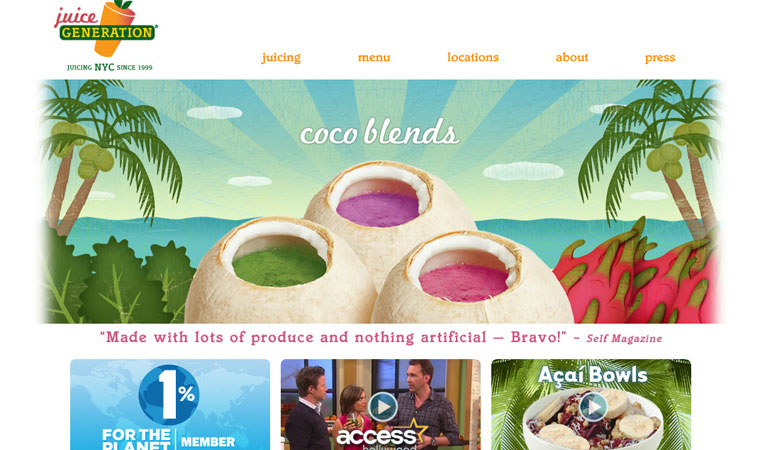 juice
GENERATION®
JUICING NYC SINCE 1999
juicing menu locations about press
coco blends
“Made with lots of produce and nothing artificial — Bravo!” – Self Magazine
1%
FOR THE
PLANET
MEMBER
access
hollywood
Açaí Bowls